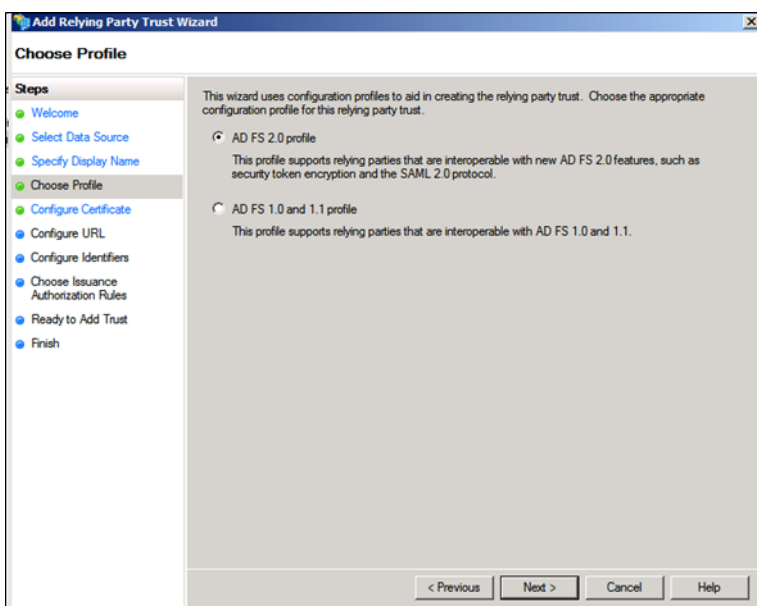 Add Relying Party Trust Wizard
Choose Profile
Steps
Welcome
Select Data Source
Specify Display Name
Choose Profile
Configure Certificate
Configure URL
Configure Identifiers
Choose Issuance
Authorization Rules
Ready to Add Trust
Finish
This wizard uses configuration profiles to aid in creating the relying party trust. Choose the appropriate
configuration profile for this relying party trust.
AD FS 2.0 profile
This profile supports relying parties that are interoperable with new AD FS 2.0 features, such as
security token encryption and the SAML 2.0 protocol.
AD FS 1.0 and 1.1 profile
This profile supports relying parties that are interoperable with AD FS 1.0 and 1.1.
< Previous
Next >
Cancel
Help